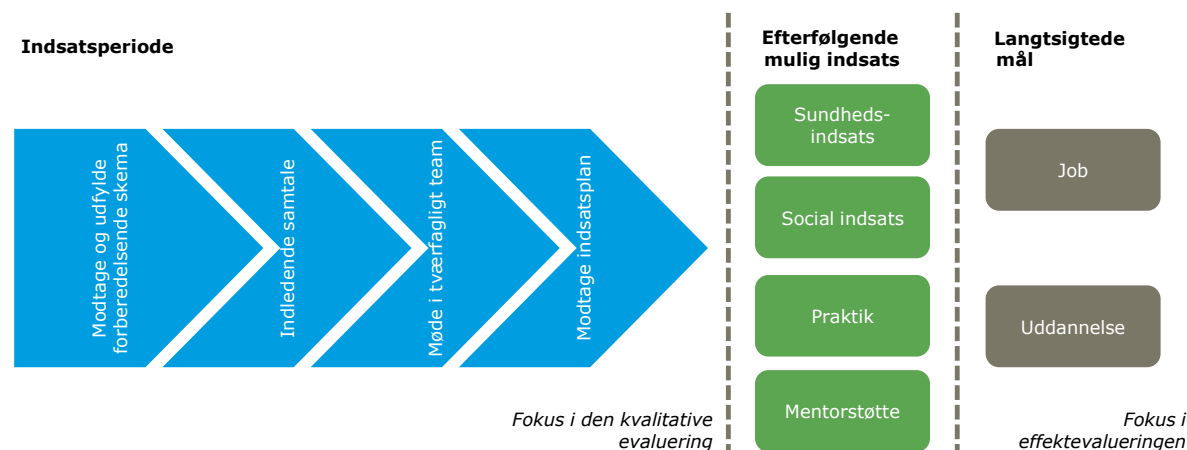 Indsatsperiode
Modtage og udfylde
forberedelsende skema
Indledende samtale
Møde i tværfagligt team
Modtage indsatsplan
Fokus i den kvalitative
evaluering
Efterfølgende
mulig indsats
Sundheds-
indsats
Social indsats
Praktik
Mentorstøtte
Langtsigtede
mål
Job
Uddannelse
Fokus i
effektevalueringen